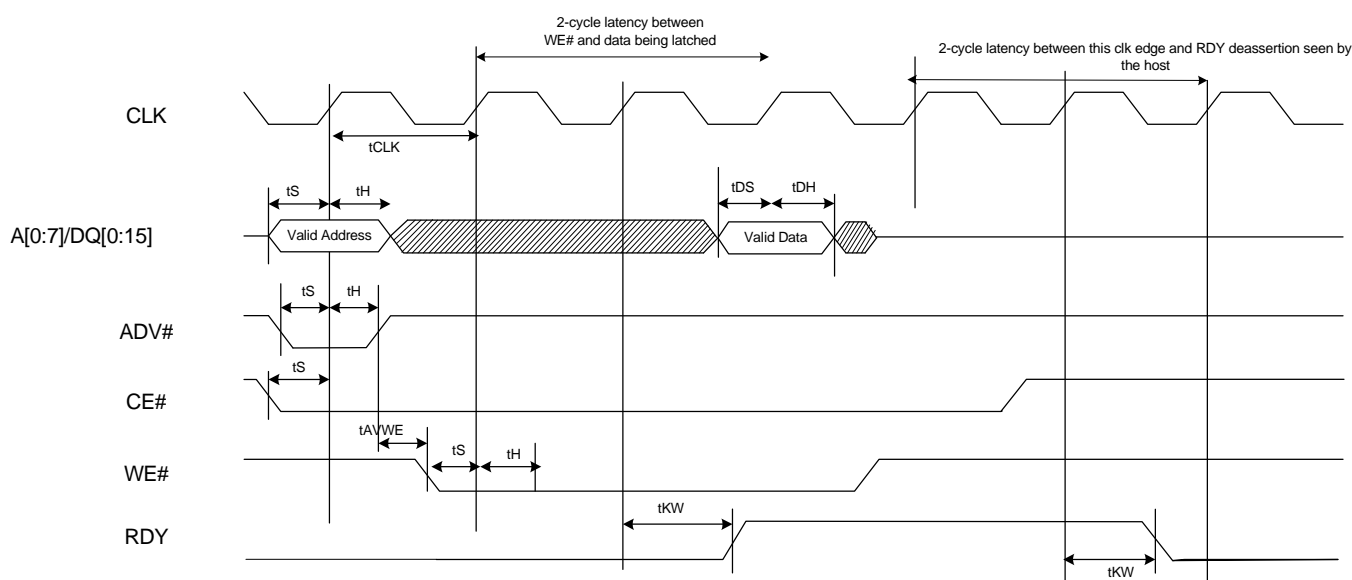 2-cycle latency between
WE# and data being latched
2-cycle latency between this clk edge and RDY deassertion seen by
the host
CLK
tCLK
tS
tH
tDS
tDH
A[0:7]/DQ[0:15]
Valid Address
Valid Data
tS
tH
ADV#
tS
CE#
tAVWE
tS
tH
WE#
tKW
RDY
tKW